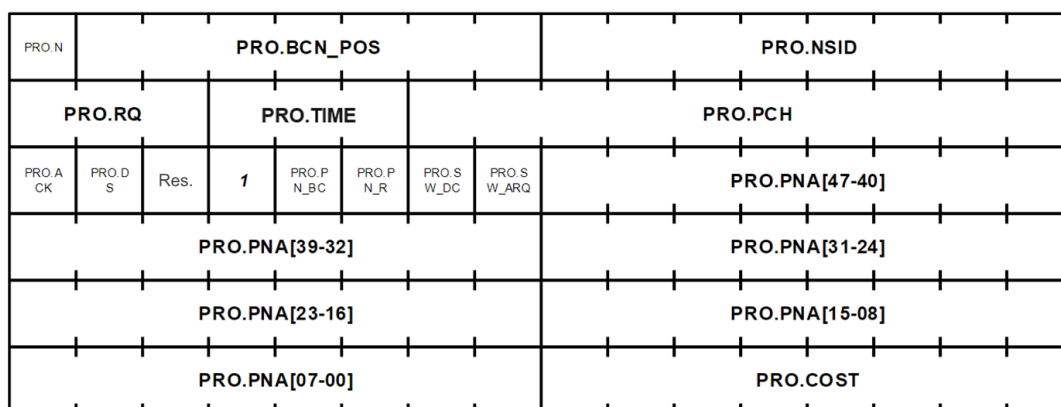 PRO.N PRO.BCN_POS PRO.NSID
PRO.RQ PRO.TIME PRO.PCH
PRO.A
CK
PRO.D
S
Res.
1
PRO.P
N_BC
PRO.P
N_R
PRO.S
W_DC
PRO.S
W_ARQ
PRO.PNA[47-40]
PRO.PNA[39-32] PRO.PNA[31-24]
PRO.PNA[23-16] PRO.PNA[15-08]
PRO.PNA[07-00] PRO.COST